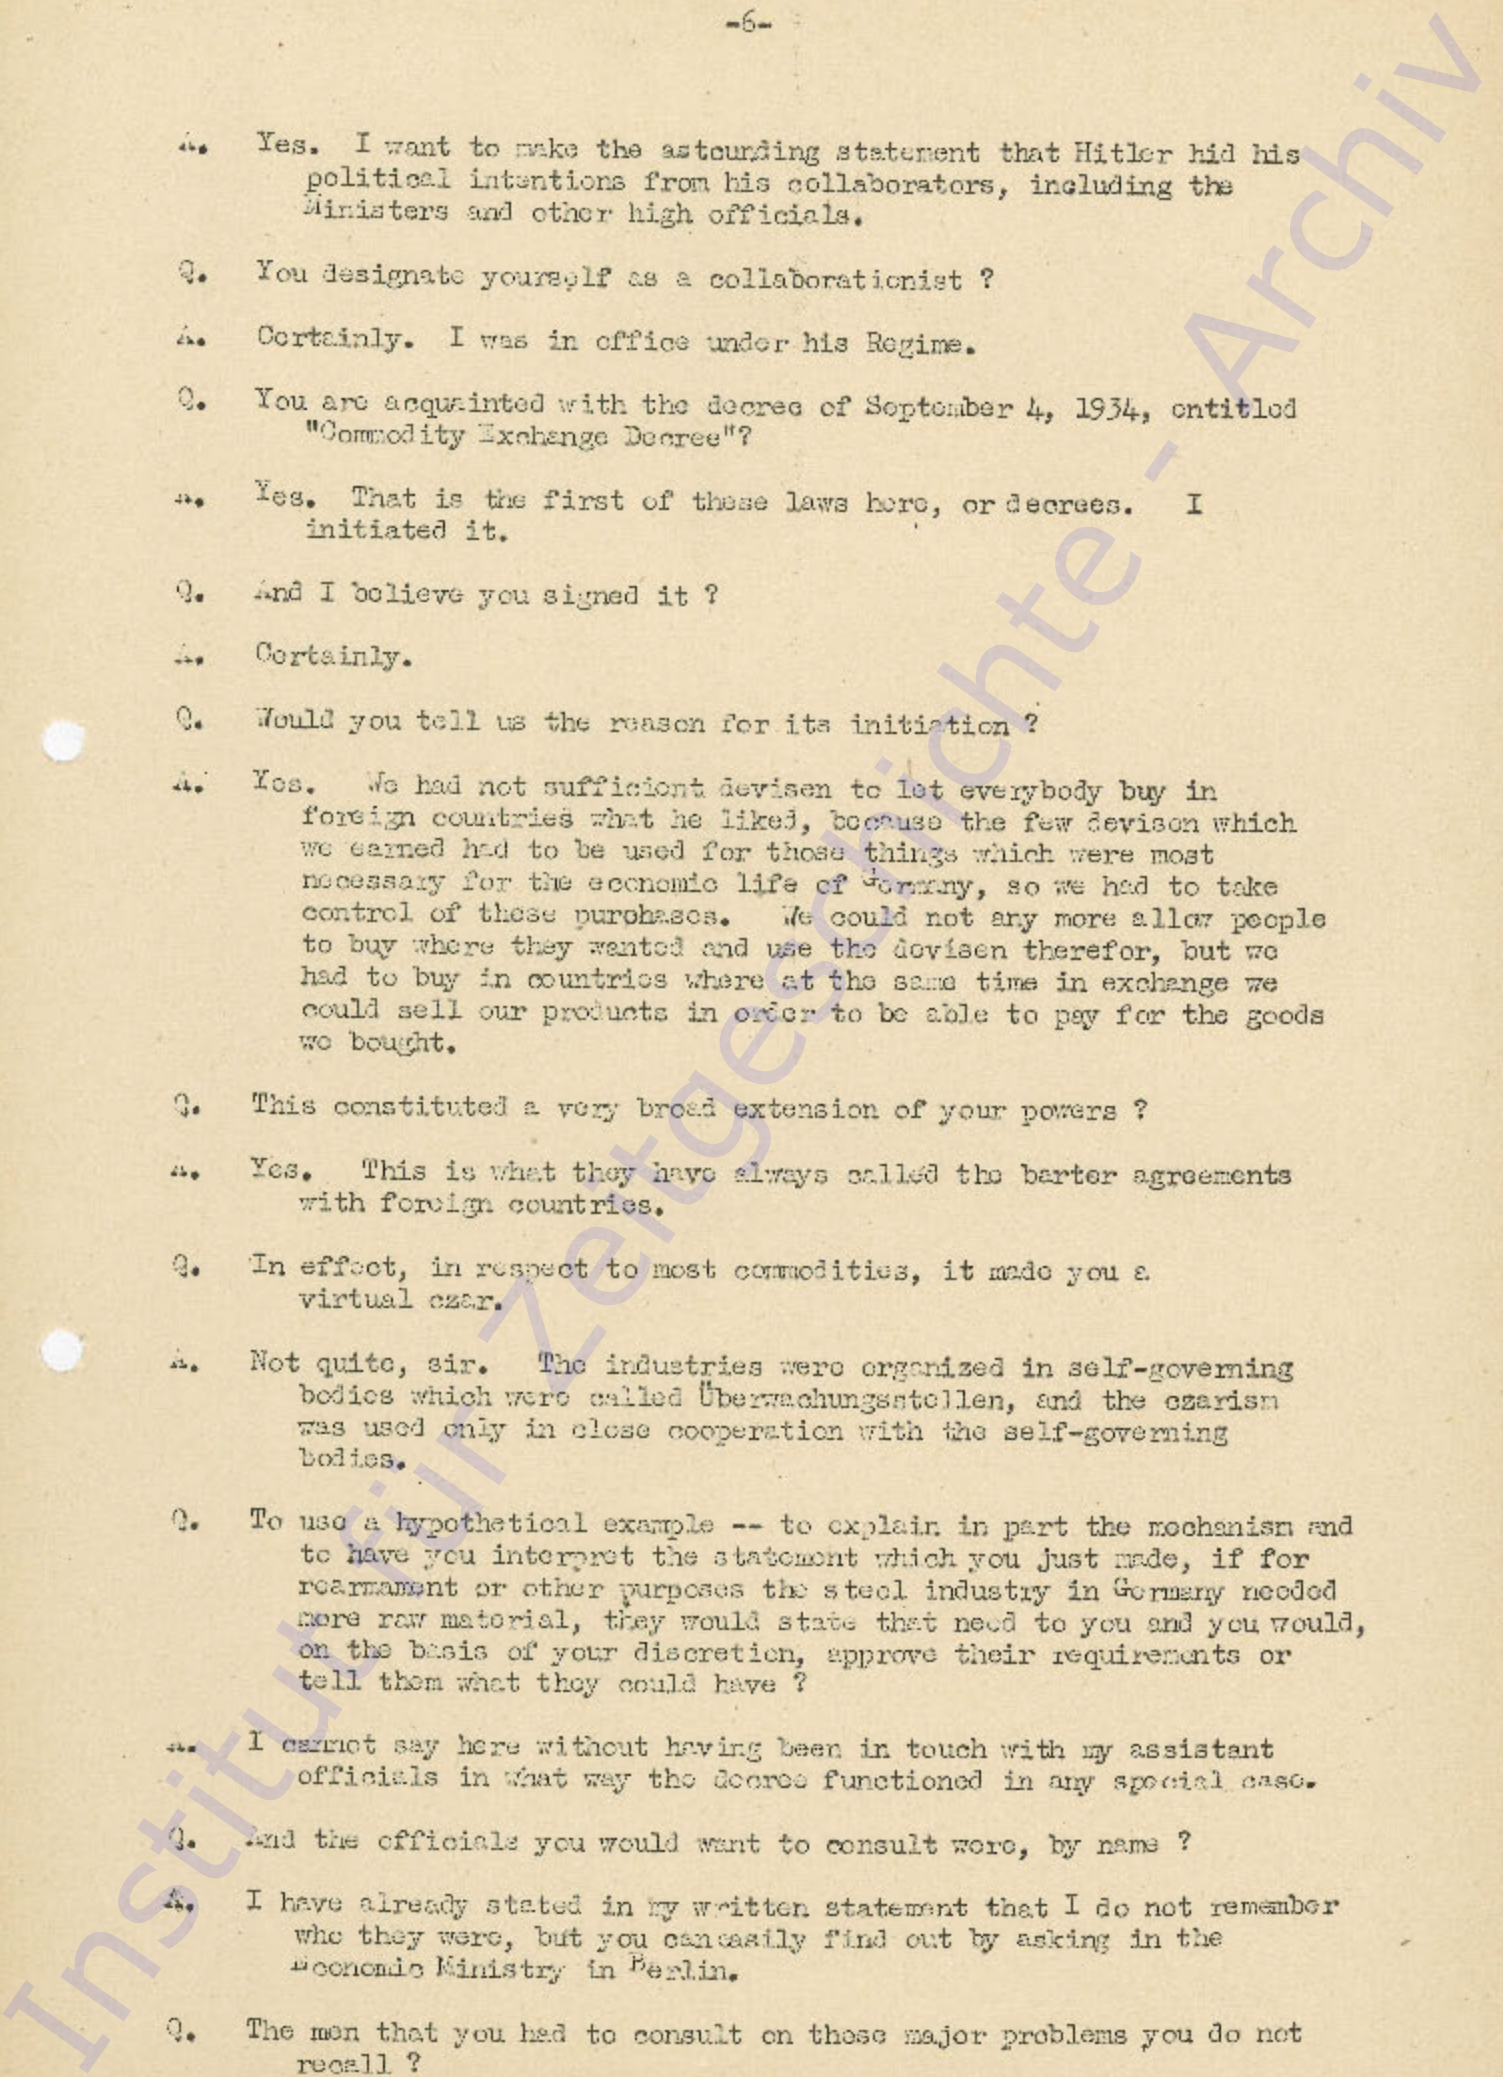 -6-
A. Yes. I want to make the astounding statement that Hitler hid his
political intentions from his collaborators, including the
Ministers and other high officials.
Q. You designate yourself as a collaborationist ?
A. Certainly. I was in office under his Regime.
Q. You are acquainted with the decree of September 4, 1934, entitled
"Commodity Exchange Decree"?
A. Yes. That is the first of these laws here, or decrees. I
initiated it.
Q. And I believe you signed it ?
A. Certainly.
Q. Would you tell us the reason for its initiation ?
A. Yes. We had not sufficient devisen to let everybody buy in
foreign countries what he liked, because the few devisen which
we earned had to be used for those things which were most
necessary for the economic life of Germany, so we had to take
control of these purchases. We could not any more allow people
to buy where they wanted and use the devisen therefor, but we
had to buy in countries where at the same time in exchange we
could sell our products in order to be able to pay for the goods
we bought.
Q. This constituted a very broad extension of your powers ?
A. Yes. This is what they have always called the barter agreements
with foreign countries.
Q. In effect, in respect to most commodities, it made you a
virtual czar.
A. Not quite, sir. The industries were organized in self-governing
bodies which were called Überwachungsstellen, and the czarism
was used only in close cooperation with the self-governing
bodies.
Q. To use a hypothetical example -- to explain in part the mechanism and
to have you interpret the statement which you just made, if for
rearmament or other purposes the steel industry in Germany needed
more raw material, they would state that need to you and you would,
on the basis of your discretion, approve their requirements or
tell them what they could have ?
A. I cannot say here without having been in touch with my assistant
officials in what way the decree functioned in any special case.
Q. And the officials you would want to consult were, by name ?
A. I have already stated in my written statement that I do not remember
who they were, but you can easily find out by asking in the
Economic Ministry in Berlin.
Q. The men that you had to consult on these major problems you do not
recall ?
Institut für Zeitgeschichte - Archiv